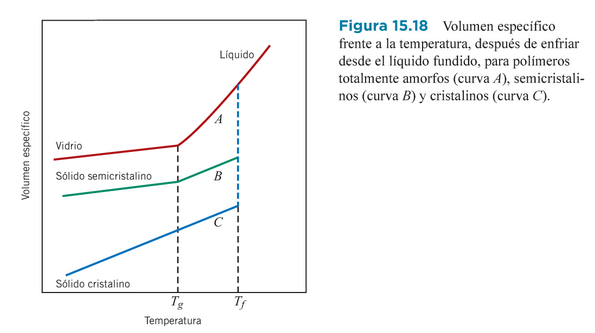 Líquido
A
Vidrio
Sólido semicristalino
B
C
Sólido cristalino
Volumen específico
Tg
Tf
Temperatura
Figura 15.18 Volumen específico
frente a la temperatura, después de enfriar
desde el líquido fundido, para polímeros
totalmente amorfos (curva A), semicristali-
nos (curva B) y cristalinos (curva C).